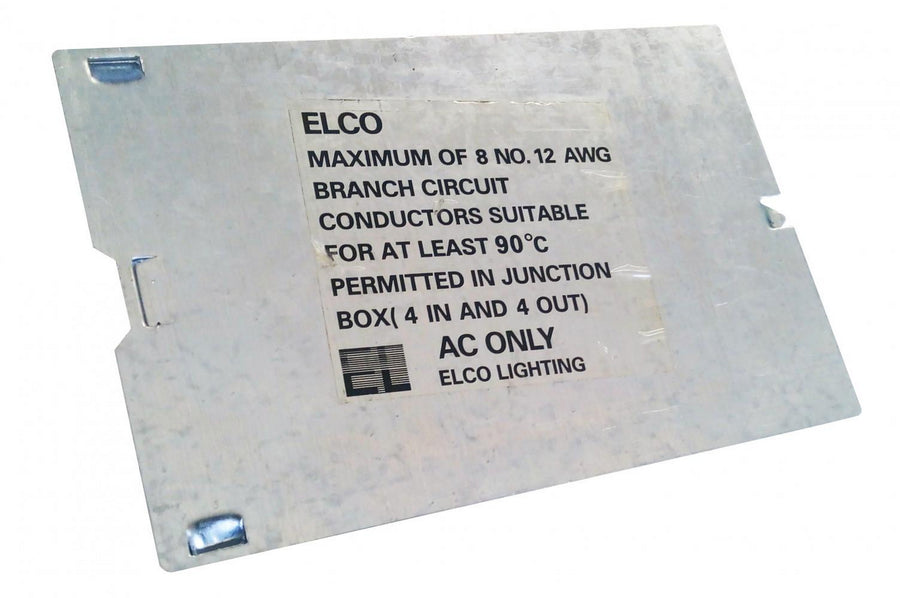 ELCO
MAXIMUM OF 8 NO. 12 AWG
BRANCH CIRCUIT
CONDUCTORS SUITABLE
FOR AT LEAST 90°C
PERMITTED IN JUNCTION
BOX( 4 IN AND 4 OUT)
AC ONLY
ELCO LIGHTING